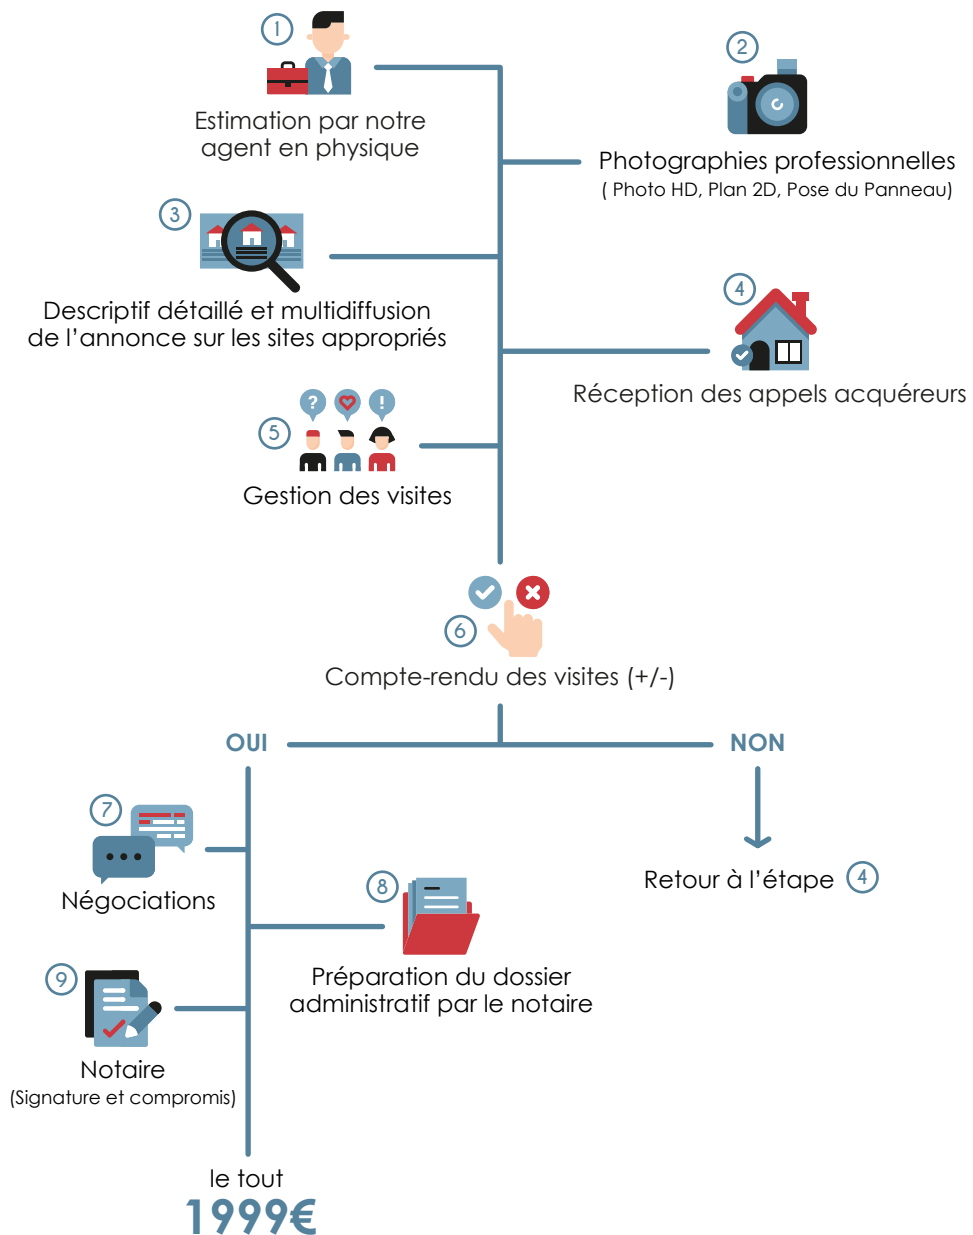 1
Estimation par notre
agent en physique
2
Photographies professionnelles
( Photo HD, Plan 2D, Pose du Panneau)
3
Descriptif détaillé et multidiffusion
de l'annonce sur les sites appropriés
4
Réception des appels acquéreurs
?
!
5
Gestion des visites
6
Compte-rendu des visites (+/-)
OUI
NON
7
Négociations
Retour à l'étape 4
8
Préparation du dossier
administratif par le notaire
9
Notaire
(Signature et compromis)
le tout
1999€